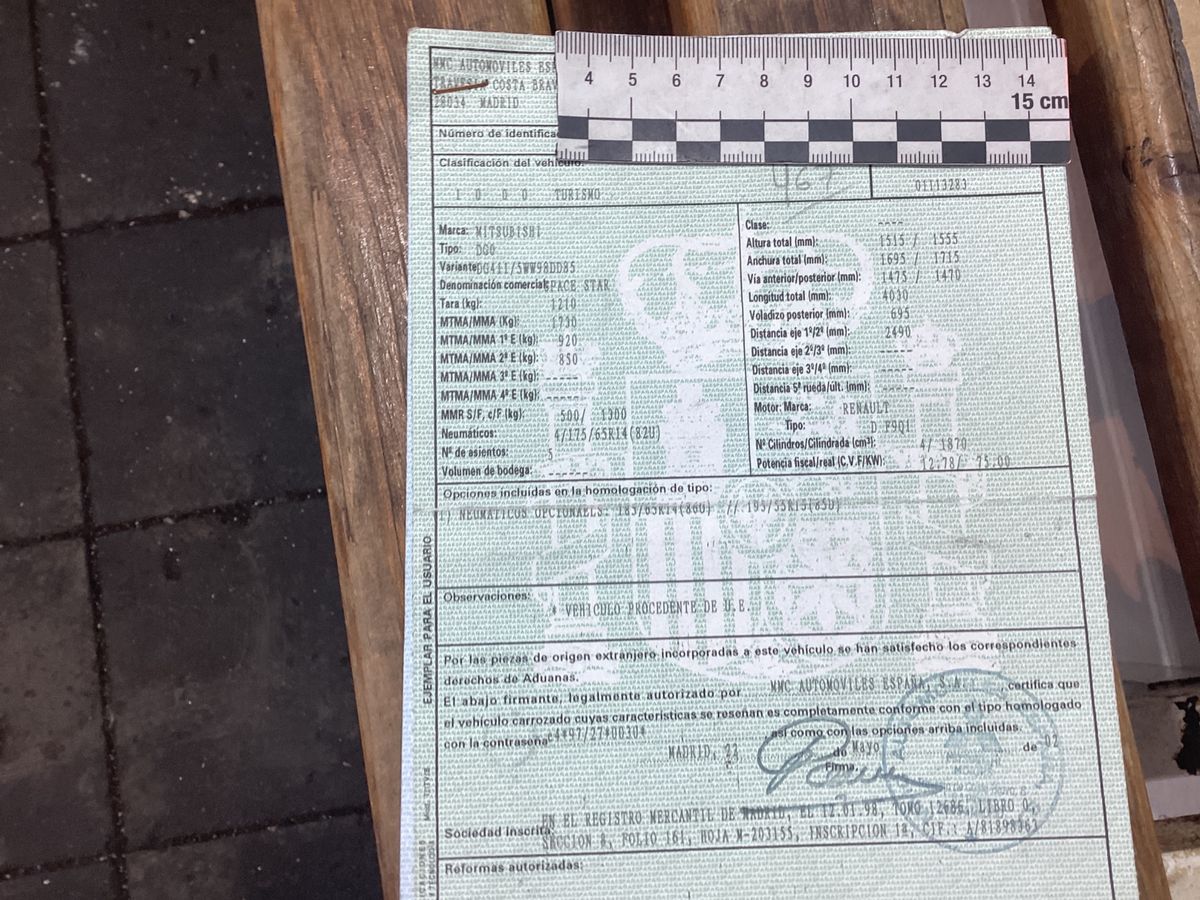 MMC AUTOMOVILES ES
TRAVESIA COSTA BRAV
28034 MADRID
4 5 6 7 8 9 10 11 12 13 14
15 cm
Número de identifica
Clasificación del vehículo:
467
1 0 0 0 TURISMO
01113283
Marca: MITSUBISHI
Tipo: DG0
Variante DG411/5WW98DD85
Denominación comercial: SPACE STAR
Tara (kg): 1210
MTMA/MMA (Kg): 1730
MTMA/MMA 1º E (kg): 920
MTMA/MMA 2º E (kg): 850
MTMA/MMA 3º E (kg): ------
MTMA/MMA 4º E (kg): ------
MMR S/F, c/F (kg): 500/ 1300
Neumáticos: 4/175/65R14(82U)
Nº de asientos: 5
Volumen de bodega: ------
Clase: ----
Altura total (mm): 1515 / 1555
Anchura total (mm): 1695 / 1715
Vía anterior/posterior (mm): 1475 / 1470
Longitud total (mm): 4030
Voladizo posterior (mm): 695
Distancia eje 1º/2º (mm): 2490
Distancia eje 2º/3º (mm): -----
Distancia eje 3º/4º (mm): -----
Distancia 5ª rueda/últ. (mm): -----
Motor: Marca: RENAULT
Tipo: D F9Q1
Nº Cilindros/Cilindrada (cm³): 4/ 1870
Potencia fiscal/real (C.V.F/KW): 12.78/ 75.00
Opciones incluidas en la homologación de tipo:
) NEUMATICOS OPCIONAELS: 185/65R14(86U) // 195/55R15(85U)
Observaciones:
* VEHICULO PROCEDENTE DE U.E.
EJEMPLAR PARA EL USUARIO
Por las piezas de origen extranjero incorporadas a este vehículo se han satisfecho los correspondientes
derechos de Aduanas.
El abajo firmante, legalmente autorizado por MMC AUTOMOVILES ESPAÑA, S.A. , certifica que
el vehículo carrozado cuyas características se reseñan es completamente conforme con el tipo homologado
con la contraseña e4*97/27*0030* así como con las opciones arriba incluidas.
MADRID, 23 de Mayo de 02
Firma,
EN EL REGISTRO MERCANTIL DE MADRID, EL 12.01.98, TOMO 12686, LIBRO 0,
Sociedad Inscrita: SECCION 8, FOLIO 161, HOJA M-203155, INSCRIPCION 1ª, CIF.: A/81898361
Reformas autorizadas: